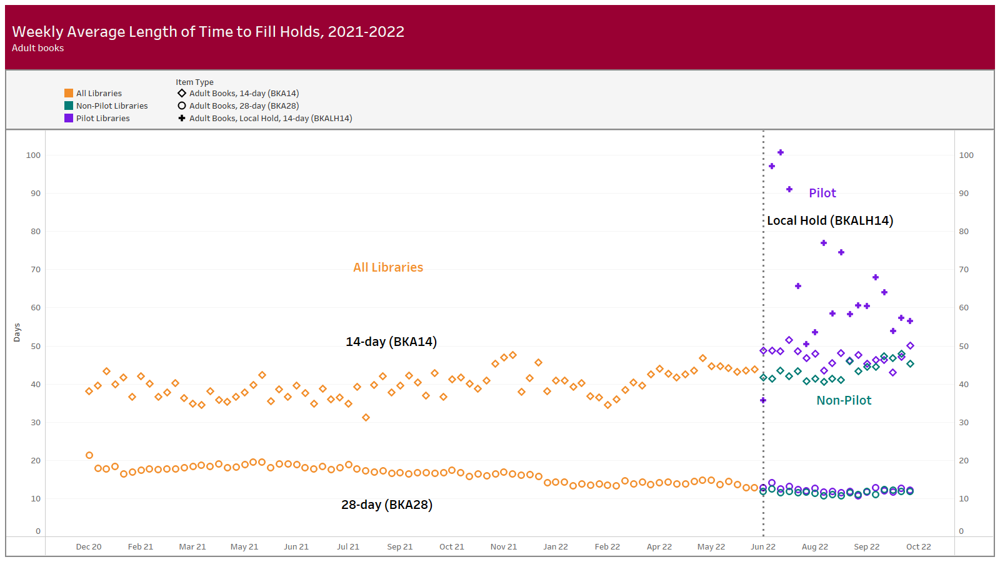 Weekly Average Length of Time to Fill Holds, 2021-2022
Adult books
Item Type
All Libraries
Adult Books, 14-day (BKA14)
Non-Pilot Libraries
Adult Books, 28-day (BKA28)
Pilot Libraries
Adult Books, Local Hold, 14-day (BKALH14)
100
100
90
Pilot
90
Local Hold (BKALH14)
80
80
All Libraries
70
70
60
60
Days
14-day (BKA14)
50
50
40
40
Non-Pilot
30
30
20
20
10
10
28-day (BKA28)
0
0
Dec 20 Feb 21 Mar 21 May 21 Jun 21 Jul 21 Sep 21 Oct 21 Nov 21 Jan 22 Feb 22 Apr 22 May 22 Jun 22 Aug 22 Sep 22 Oct 22